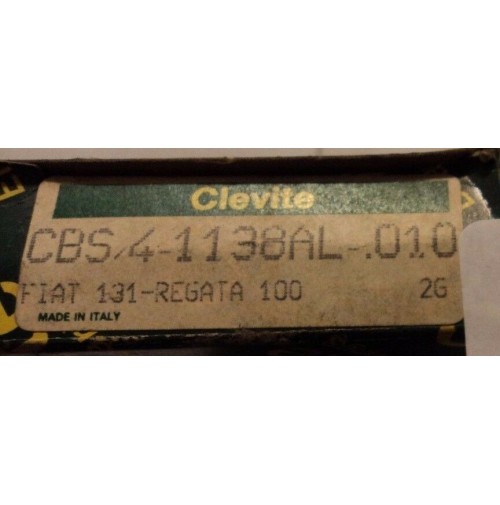 Clevite
CBS/4-1138AL-.010
FIAT 131-REGATA 100 2G
MADE IN ITALY